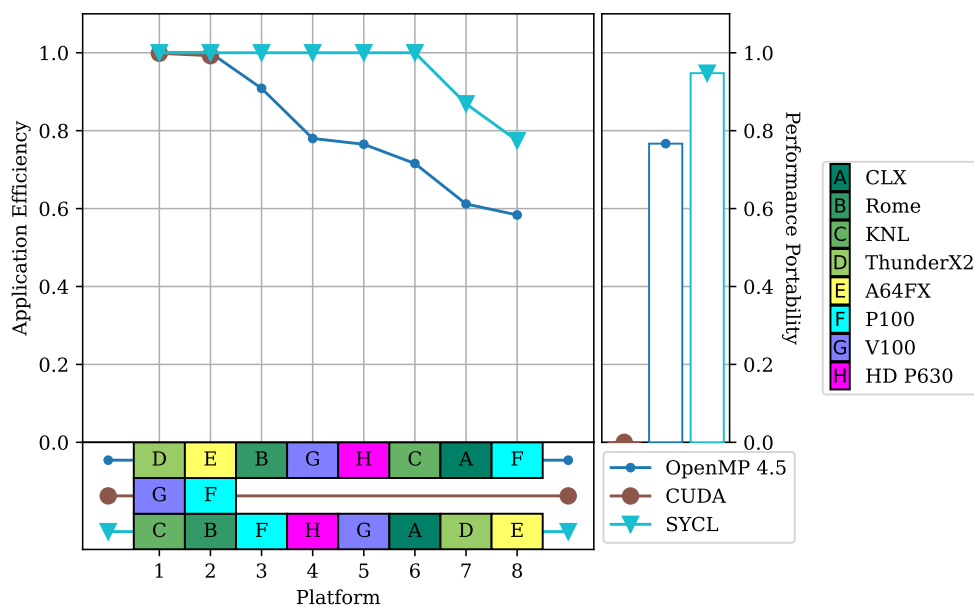 1.0
0.8
0.6
0.4
0.2
0.0
Application Efficiency
D E B G H C A F
G F
C B F H G A D E
1 2 3 4 5 6 7 8
Platform
1.0
0.8
0.6
0.4
0.2
0.0
Performance Portability
OpenMP 4.5
CUDA
SYCL
A CLX
B Rome
C KNL
D ThunderX2
E A64FX
F P100
G V100
H HD P630